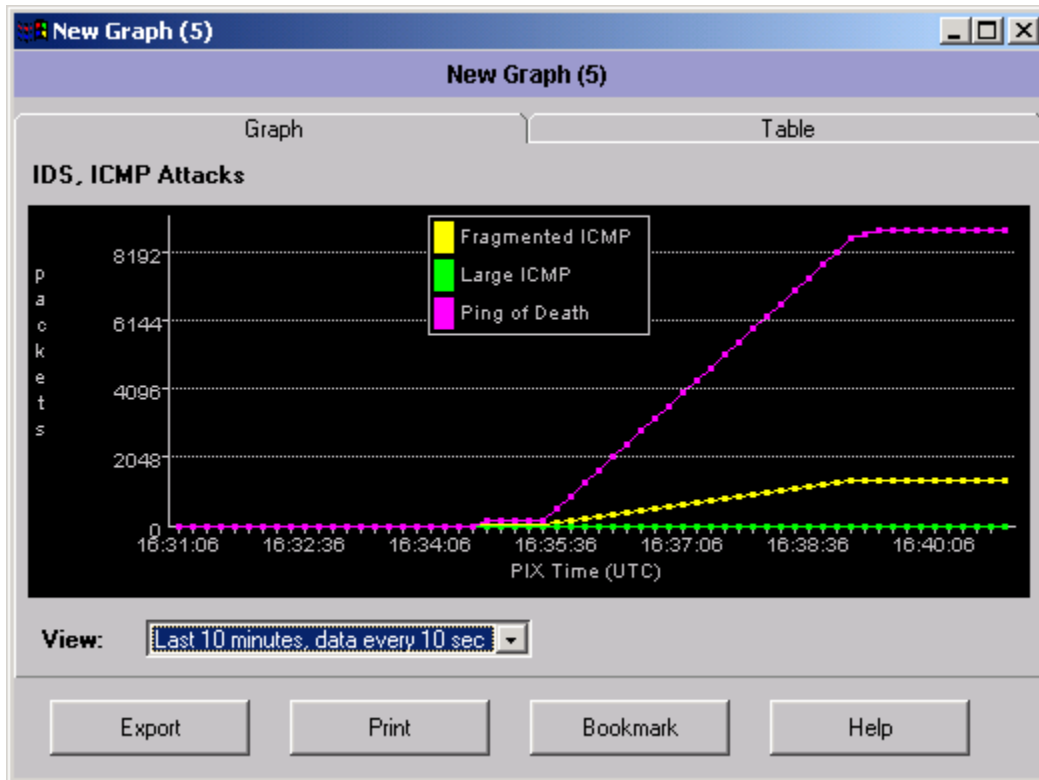 New Graph (5)
New Graph (5)
Graph
Table
IDS, ICMP Attacks
packets
Fragmented ICMP
Large ICMP
Ping of Death
8192
6144
4096
2048
0
16:31:06 16:32:36 16:34:06 16:35:36 16:37:06 16:38:36 16:40:06
PIX Time (UTC)
View: Last 10 minutes, data every 10 sec
Export Print Bookmark Help